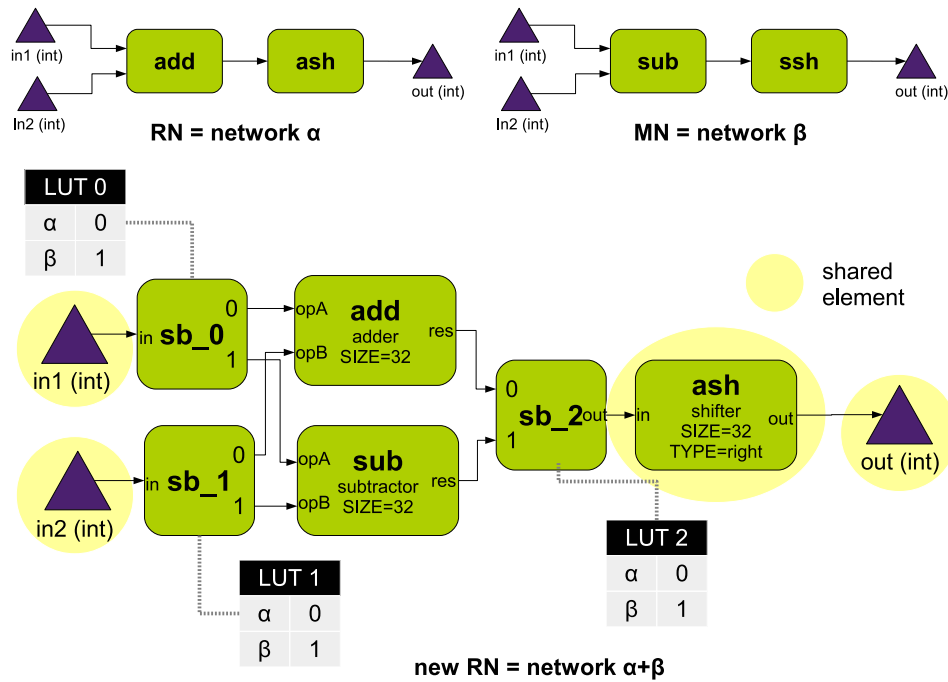 in1 (int)
In2 (int)
add
ash
out (int)
RN = network α
in1 (int)
In2 (int)
sub
ssh
out (int)
MN = network β
LUT 0
α 0
β 1
shared
element
in1 (int)
in sb_0 0
1
opA add
adder
SIZE=32
opB
res
in2 (int)
in sb_1 0
1
opA sub
subtractor
SIZE=32
opB
res
0
sb_2 out
1
in ash out
shifter
SIZE=32
TYPE=right
out (int)
LUT 1
α 0
β 1
LUT 2
α 0
β 1
new RN = network α+β